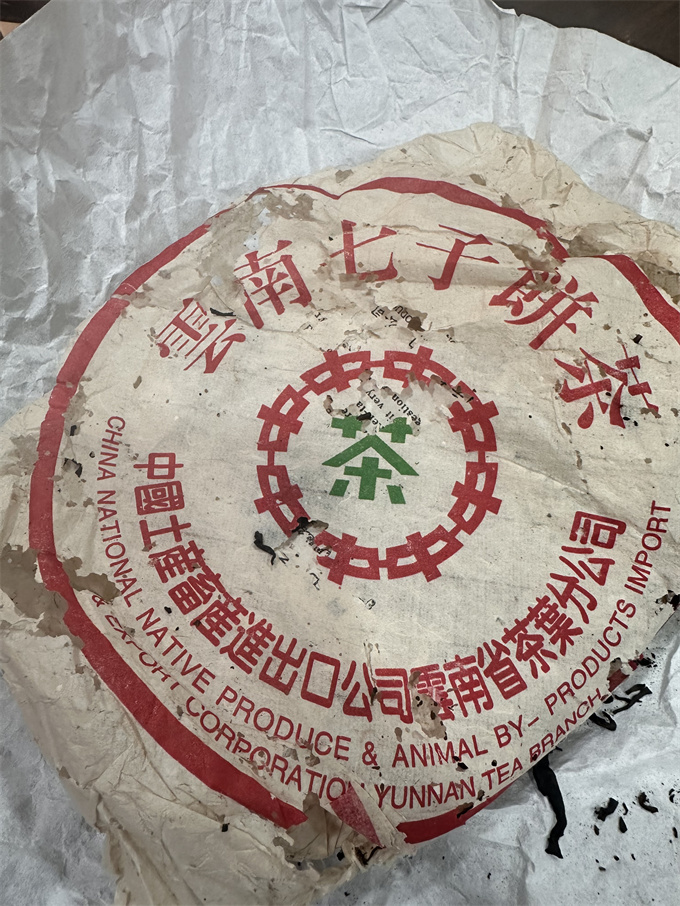 雲南七子餅茶
茶
中國土產畜產進出口公司雲南省茶葉分公司
CHINA NATIONAL NATIVE PRODUCE & ANIMAL BY- PRODUCTS IMPORT
& EXPORT CORPORATION YUNNAN TEA BRANCH